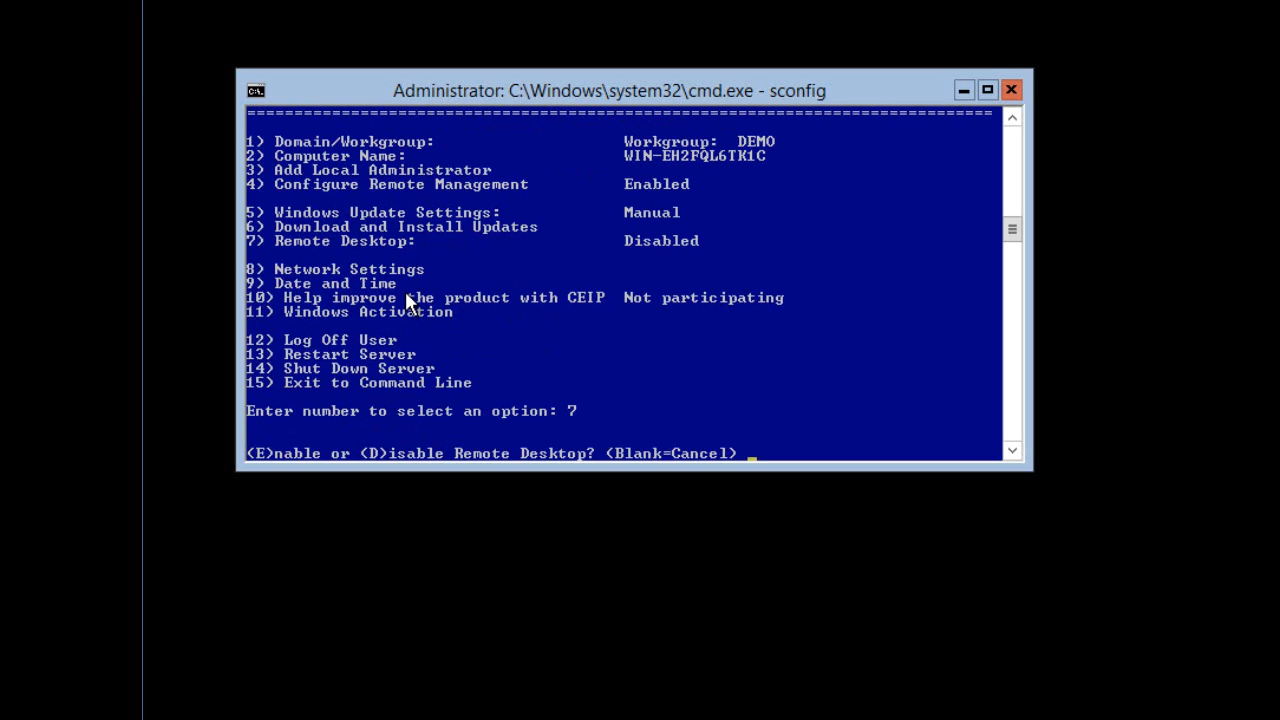 Administrator: C:\Windows\system32\cmd.exe - sconfig
===============================================================================
1) Domain/Workgroup: Workgroup: DEMO
2) Computer Name: WIN-EH2FQL6TK1C
3) Add Local Administrator
4) Configure Remote Management Enabled
5) Windows Update Settings: Manual
6) Download and Install Updates
7) Remote Desktop: Disabled
8) Network Settings
9) Date and Time
10) Help improve the product with CEIP Not participating
11) Windows Activation
12) Log Off User
13) Restart Server
14) Shut Down Server
15) Exit to Command Line
Enter number to select an option: 7
(E)nable or (D)isable Remote Desktop? (Blank=Cancel) _